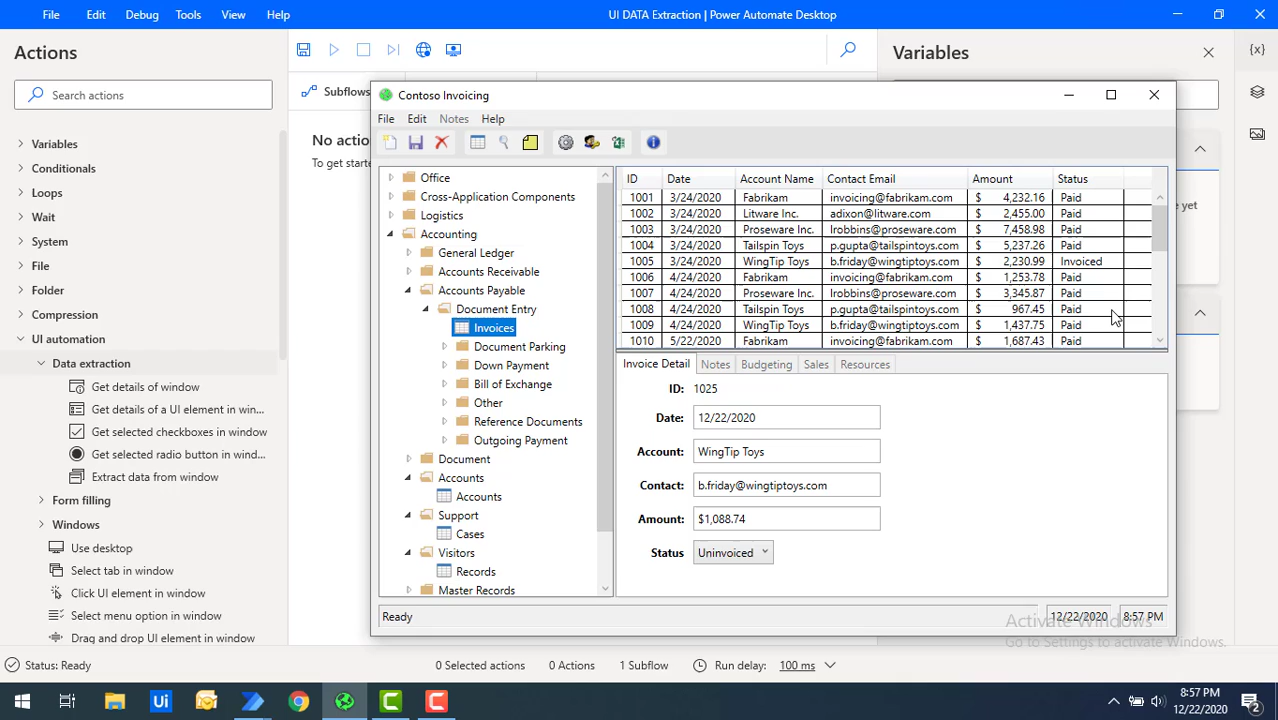 File Edit Debug Tools View Help
UI DATA Extraction | Power Automate Desktop
Actions
Search actions
Variables
Conditionals
Loops
Wait
System
File
Folder
Compression
UI automation
Data extraction
Get details of window
Get details of a UI element in win...
Get selected checkboxes in window
Get selected radio button in wind...
Extract data from window
Form filling
Windows
Use desktop
Select tab in window
Click UI element in window
Select menu option in window
Drag and drop UI element in window
Subflows
No actio
To get starte
Variables
{x}
s yet
Contoso Invoicing
File Edit Notes Help
Office
Cross-Application Components
Logistics
Accounting
General Ledger
Accounts Receivable
Accounts Payable
Document Entry
Invoices
Document Parking
Down Payment
Bill of Exchange
Other
Reference Documents
Outgoing Payment
Document
Accounts
Accounts
Support
Cases
Visitors
Records
Master Records
ID Date Account Name Contact Email Amount Status
1001 3/24/2020 Fabrikam invoicing@fabrikam.com $ 4,232.16 Paid
1002 3/24/2020 Litware Inc. adixon@litware.com $ 2,455.00 Paid
1003 3/24/2020 Proseware Inc. lrobbins@proseware.com $ 7,458.98 Paid
1004 3/24/2020 Tailspin Toys p.gupta@tailspintoys.com $ 5,237.26 Paid
1005 3/24/2020 WingTip Toys b.friday@wingtiptoys.com $ 2,230.99 Invoiced
1006 4/24/2020 Fabrikam invoicing@fabrikam.com $ 1,253.78 Paid
1007 4/24/2020 Proseware Inc. lrobbins@proseware.com $ 3,345.87 Paid
1008 4/24/2020 Tailspin Toys p.gupta@tailspintoys.com $ 967.45 Paid
1009 4/24/2020 WingTip Toys b.friday@wingtiptoys.com $ 1,437.75 Paid
1010 5/22/2020 Fabrikam invoicing@fabrikam.com $ 1,687.43 Paid
Invoice Detail Notes Budgeting Sales Resources
ID: 1025
Date: 12/22/2020
Account: WingTip Toys
Contact: b.friday@wingtiptoys.com
Amount: $1,088.74
Status Uninvoiced
Ready 12/22/2020 8:57 PM
Activate Windows
Go to Settings to activate Windows.
Status: Ready 0 Selected actions 0 Actions 1 Subflow Run delay: 100 ms
Ui
8:57 PM
12/22/2020
2